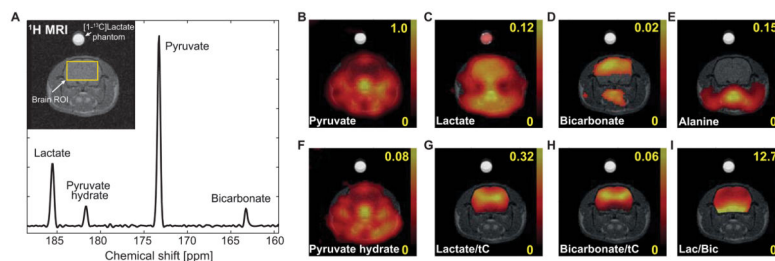 A
¹H MRI
[1-¹³C]Lactate
phantom
Brain ROI
Pyruvate
Lactate
Pyruvate
hydrate
Bicarbonate
185
180
175
170
165
160
Chemical shift [ppm]
B
1.0
Pyruvate
0
C
0.12
Lactate
0
D
0.02
Bicarbonate
0
E
0.15
Alanine
0
F
0.08
Pyruvate hydrate
0
G
0.32
Lactate/tC
0
H
0.06
Bicarbonate/tC
0
I
12.7
Lac/Bic
0